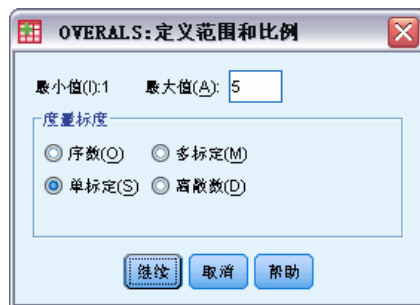 OVERALS:定义范围和比例
最小值(I):1 最大值(A): 5
度量标度
序数(O) 多标定(M)
单标定(S) 离散数(D)
继续 取消 帮助